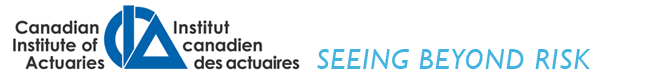 Canadian
Institute of
Actuaries
Institut
canadien
des actuaires
SEEING BEYOND RISK